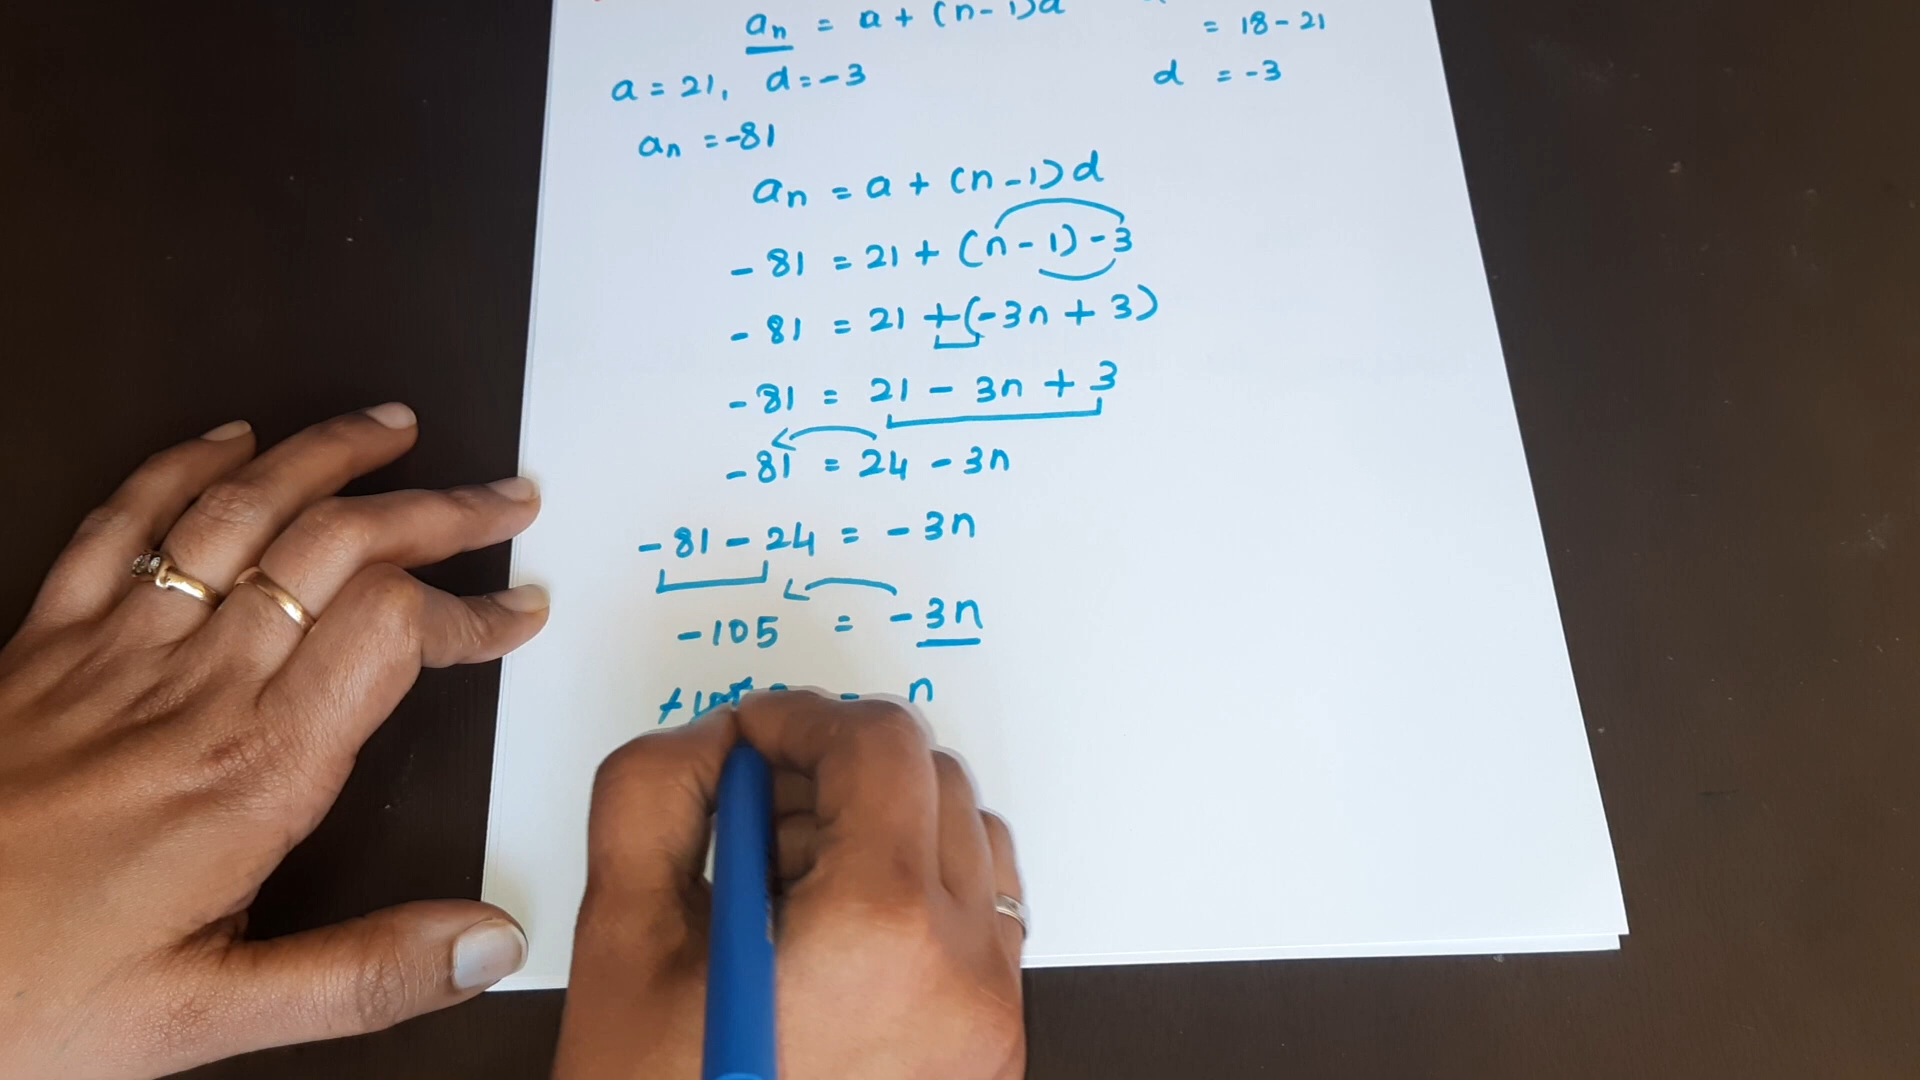 an = a + (n-1)d
= 18 - 21
a = 21, d = -3
d = -3
an = -81
an = a + (n-1)d
- 81 = 21 + (n - 1) - 3
- 81 = 21 + (-3n + 3)
- 81 = 21 - 3n + 3
- 81 = 24 - 3n
- 81 - 24 = - 3n
- 105 = - 3n
= n